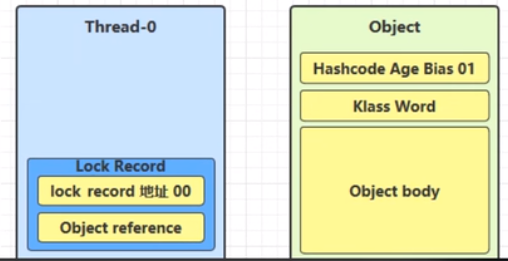 Thread-0
Lock Record
lock record 地址 00
Object reference
Object
Hashcode Age Bias 01
Klass Word
Object body